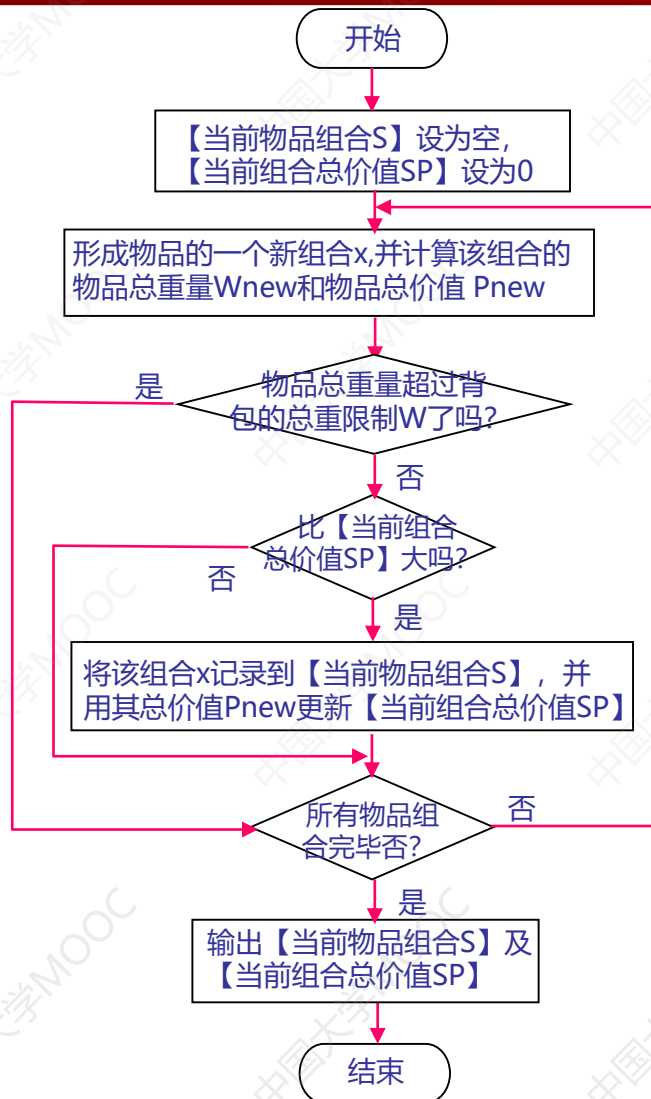 开始
【当前物品组合S】设为空,
【当前组合总价值SP】设为0
形成物品的一个新组合x,并计算该组合的
物品总重量Wnew和物品总价值 Pnew
是
物品总重量超过背
包的总重限制W了吗?
否
比【当前组合
总价值SP】大吗?
否
是
将该组合x记录到【当前物品组合S】, 并
用其总价值Pnew更新【当前组合总价值SP】
所有物品组
合完毕否?
否
是
输出【当前物品组合S】及
【当前组合总价值SP】
结束
中国大学MOOC